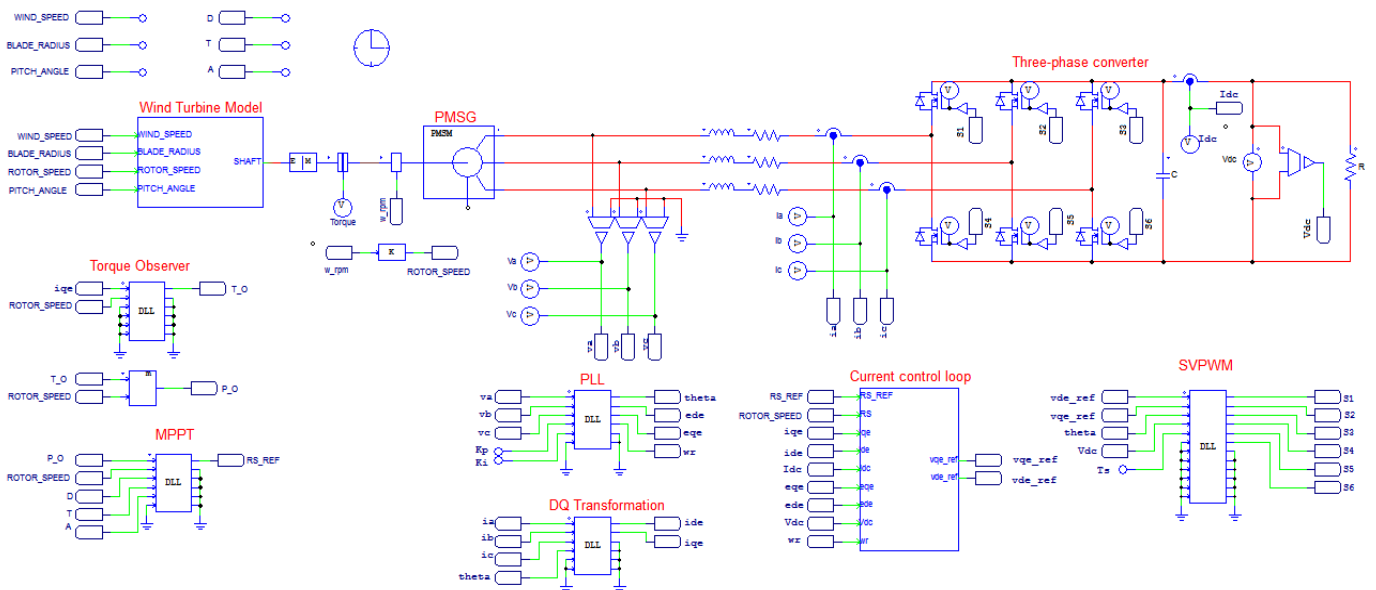 WIND_SPEED
BLADE_RADIUS
PITCH_ANGLE
D
T
A
Wind Turbine Model
WIND_SPEED
BLADE_RADIUS
ROTOR_SPEED
PITCH_ANGLE
WIND_SPEED
BLADE_RADIUS
ROTOR_SPEED
PITCH_ANGLE
SHAFT
E M
V
Torque
w_rpm
PMSG
PMSM
w_rpm
K
ROTOR_SPEED
Va
Vb
Vc
va
vb
vc
Ia
Ib
Ic
ia
ib
ic
Three-phase converter
V
V
V
S1
S2
S3
V
V
V
S4
S5
S6
C
Idc
V
Idc
Vdc
Vdc
R
Torque Observer
iqe
ROTOR_SPEED
DLL
T_O
T_O
ROTOR_SPEED
m
P_O
MPPT
P_O
ROTOR_SPEED
D
T
A
DLL
RS_REF
PLL
va
vb
vc
Kp
Ki
DLL
theta
ede
eqe
wr
DQ Transformation
ia
ib
ic
theta
DLL
ide
iqe
Current control loop
RS_REF
ROTOR_SPEED
iqe
ide
Idc
eqe
ede
Vdc
wr
RS_REF
RS
qe
de
dc
eqe
ede
Vdc
wr
vqe_ref
vde_ref
vqe_ref
vde_ref
SVPWM
vde_ref
vqe_ref
theta
Vdc
Ts
DLL
S1
S2
S3
S4
S5
S6